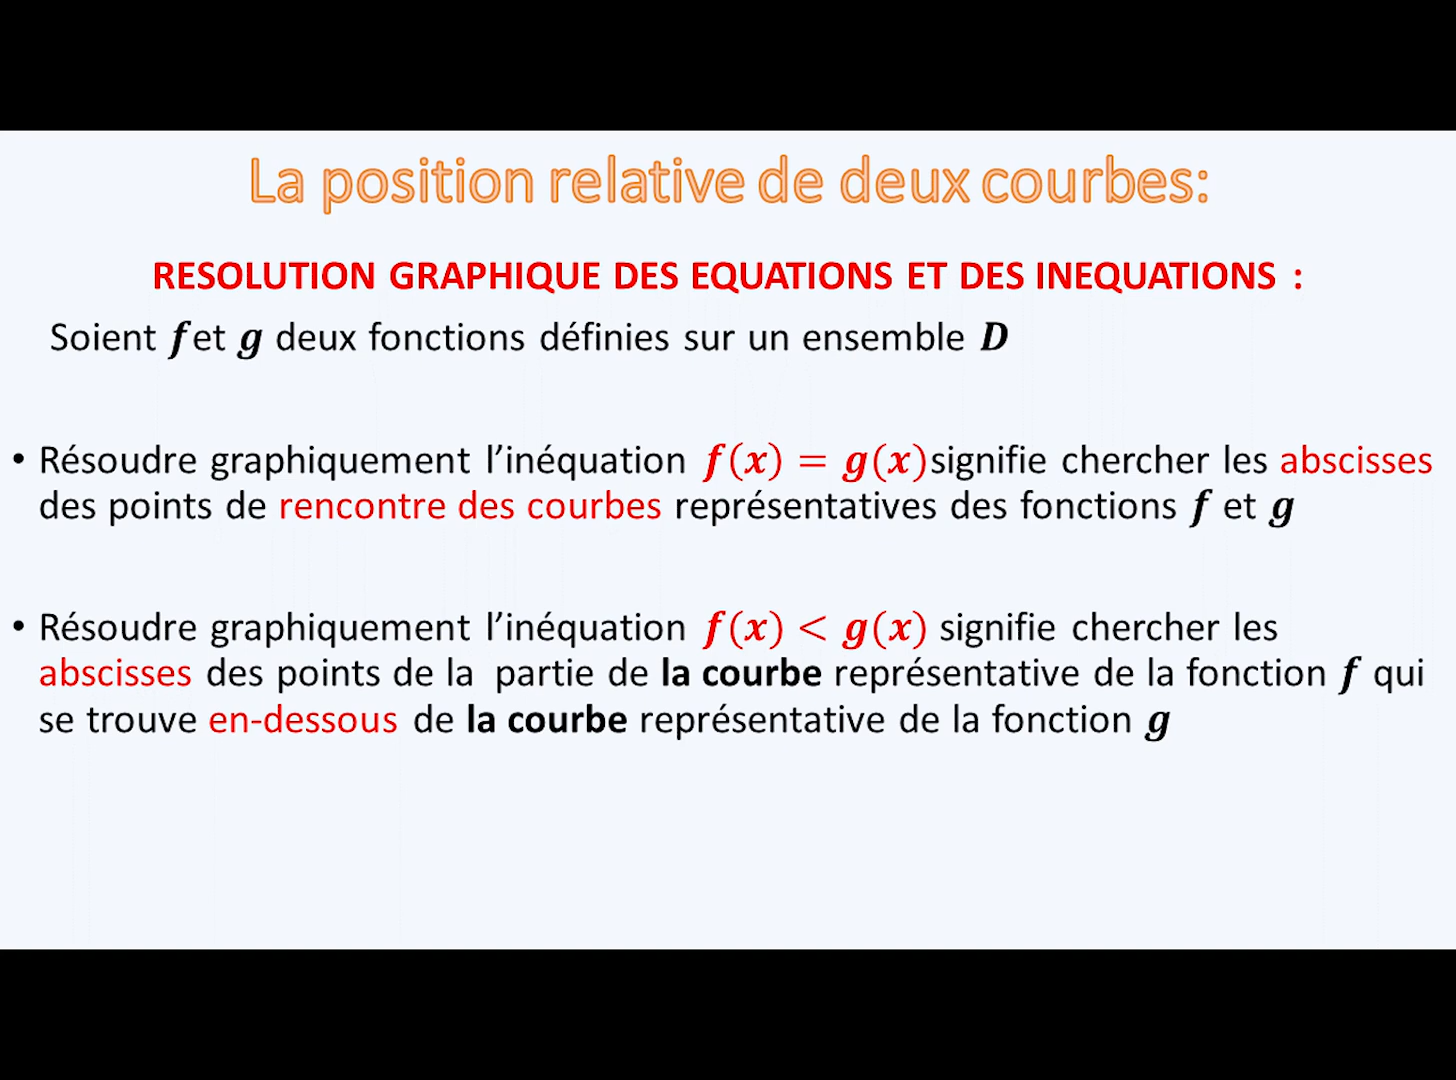 La position relative de deux courbes:
RESOLUTION GRAPHIQUE DES EQUATIONS ET DES INEQUATIONS :
Soient f et g deux fonctions définies sur un ensemble D
• Résoudre graphiquement l’inéquation f(x) = g(x)signifie chercher les abscisses
des points de rencontre des courbes représentatives des fonctions f et g
• Résoudre graphiquement l’inéquation f(x) < g(x) signifie chercher les
abscisses des points de la partie de la courbe représentative de la fonction f qui
se trouve en-dessous de la courbe représentative de la fonction g